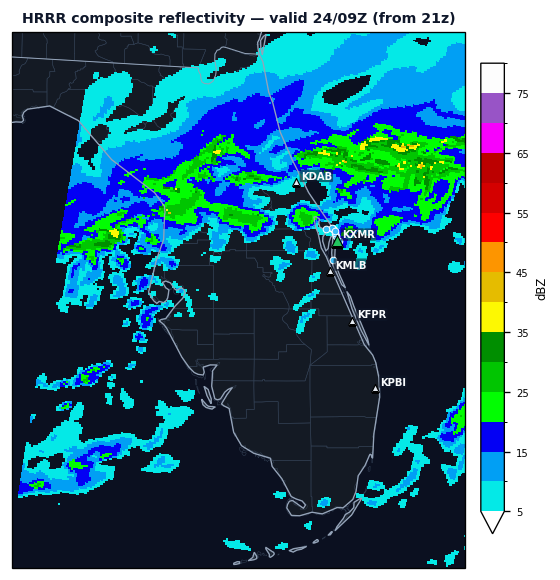 HRRR composite reflectivity — valid 24/09Z (from 21z)
KDAB
KXMR
KMLB
KFPR
KPBI
75
65
55
45
35
25
15
5
dBZ